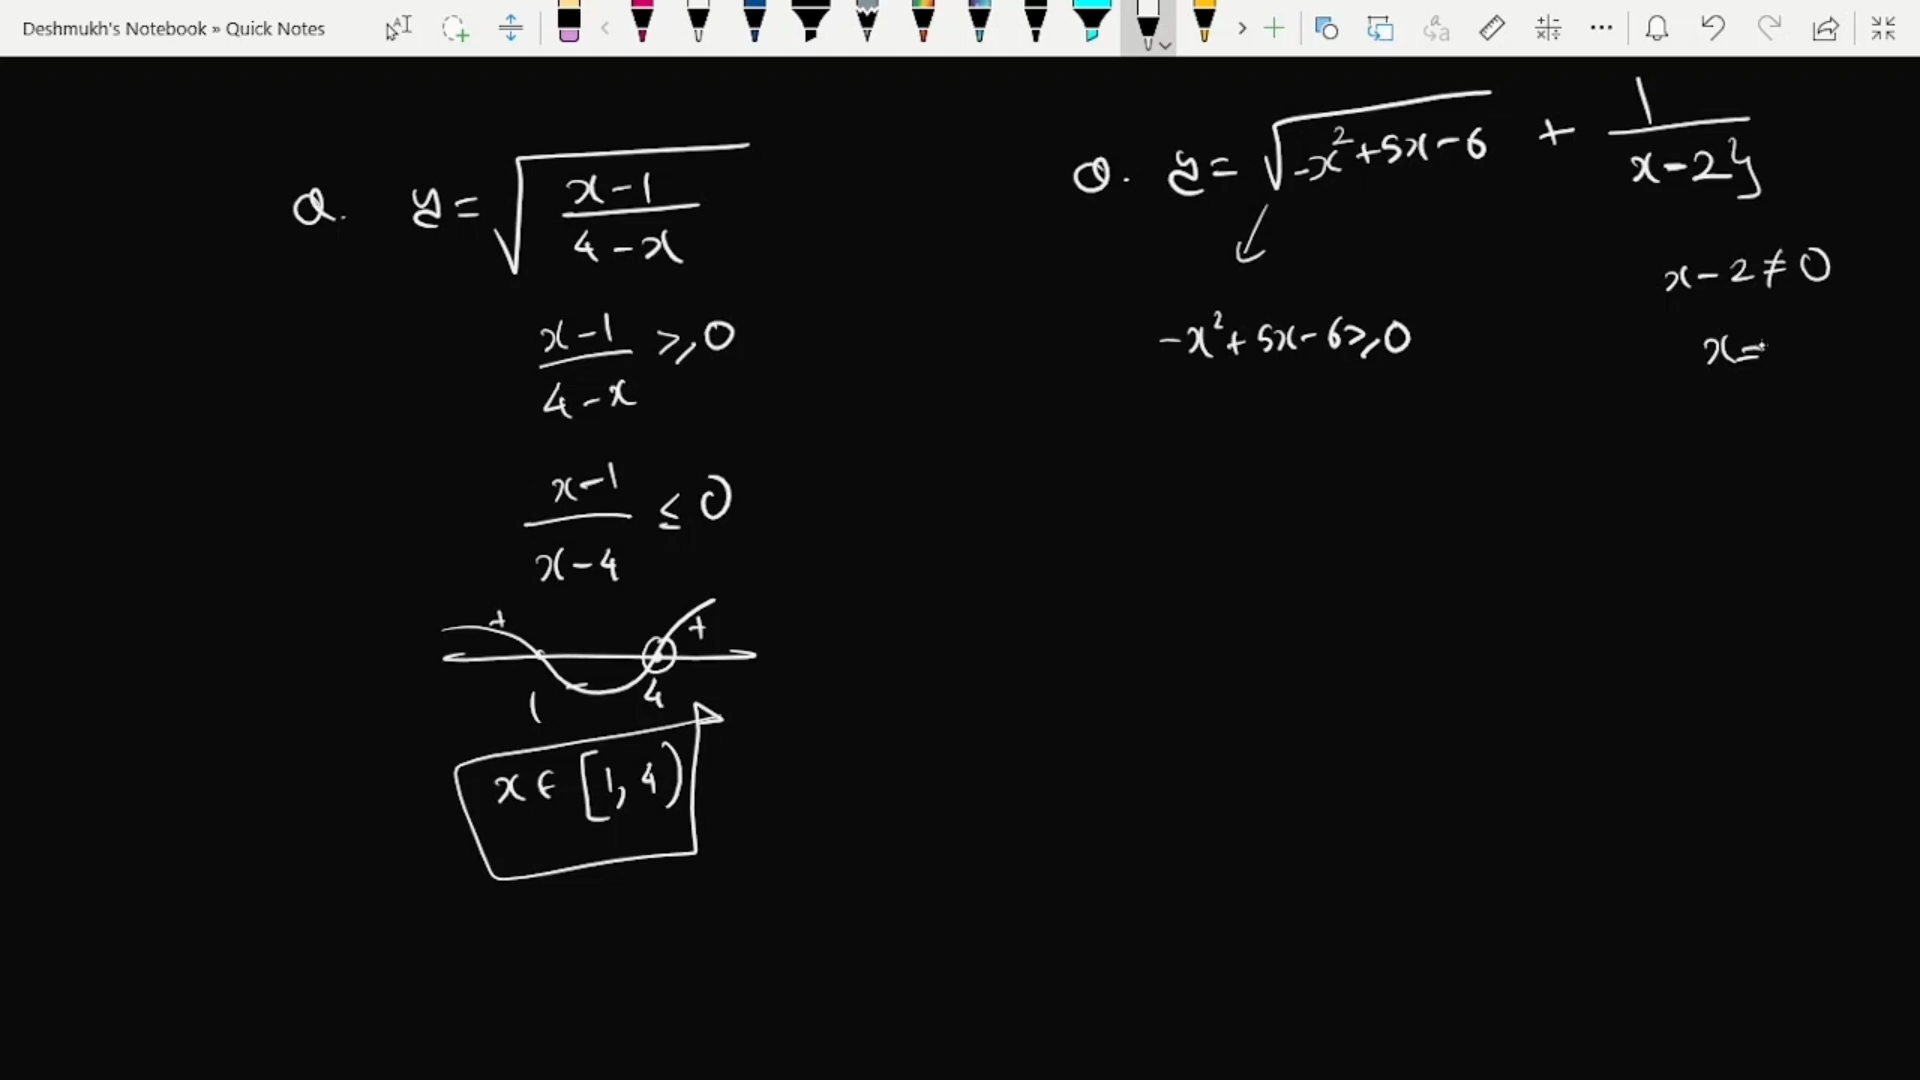 Deshmukh's Notebook » Quick Notes
Q. y = √((x-1)/(4-x))
(x-1)/(4-x) ≥ 0
(x-1)/(x-4) ≤ 0
+ - +
1 4
x ∈ [1, 4)
Q. y = √(-x²+5x-6) + 1/(x-2)
-x²+5x-6 ≥ 0
x-2 ≠ 0
x =